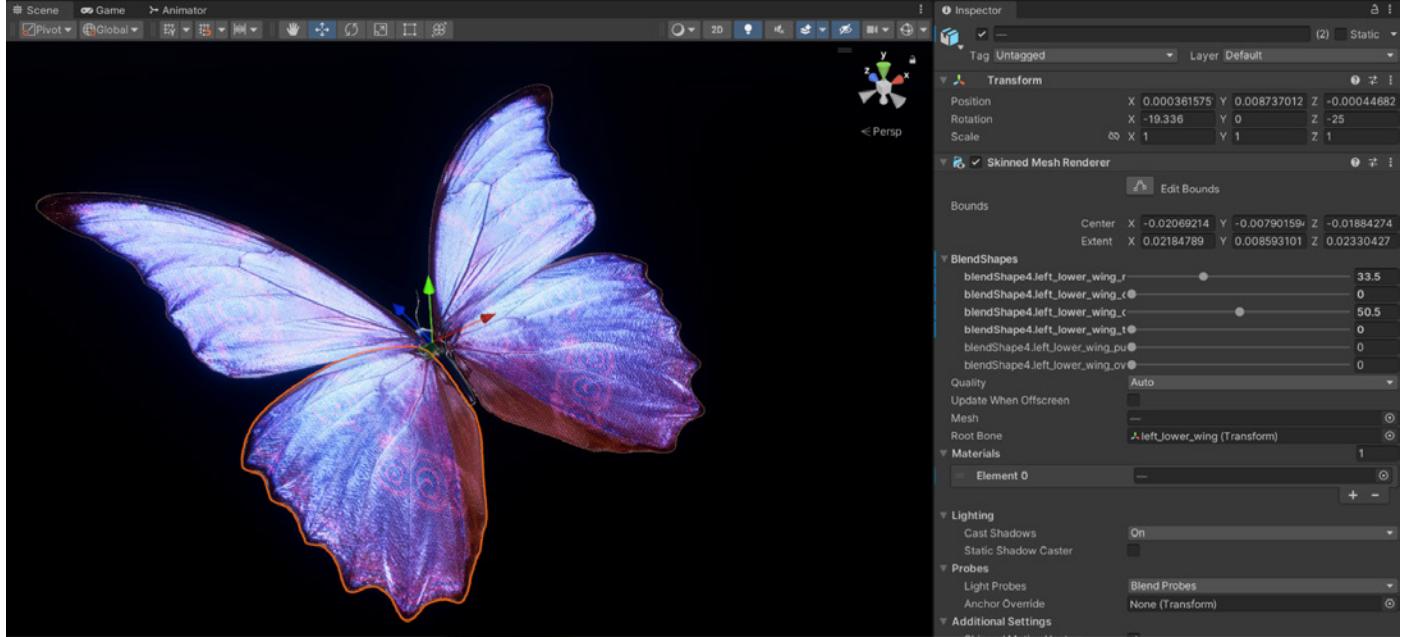 Scene Game Animator
Inspector
Pivot Global 2D
— (2) Static
Tag Untagged Layer Default
Transform
Position X 0.000361575 Y 0.008737012 Z -0.00044682
Rotation X -19.336 Y 0 Z -25
Scale X 1 Y 1 Z 1
y
z x
Persp
Skinned Mesh Renderer
Edit Bounds
Bounds
Center X -0.02069214 Y -0.00790159 Z -0.01884274
Extent X 0.02184789 Y 0.008593101 Z 0.02330427
BlendShapes
blendShape4.left_lower_wing_r 33.5
blendShape4.left_lower_wing_c 0
blendShape4.left_lower_wing_c 50.5
blendShape4.left_lower_wing_t 0
blendShape4.left_lower_wing_pu 0
blendShape4.left_lower_wing_ov 0
Quality Auto
Update When Offscreen
Mesh —
Root Bone left_lower_wing (Transform)
Materials 1
Element 0 —
+ −
Lighting
Cast Shadows On
Static Shadow Caster
Probes
Light Probes Blend Probes
Anchor Override None (Transform)
Additional Settings